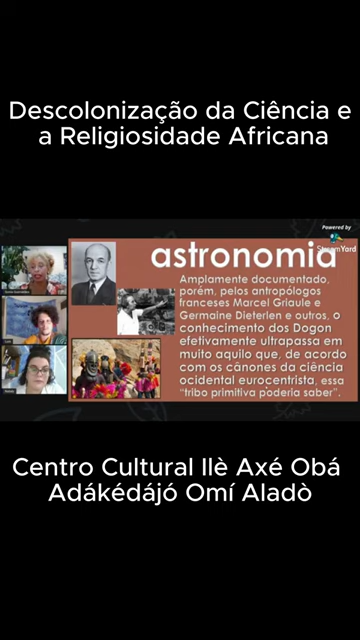 Descolonização da Ciência e
a Religiosidade Africana
Powered by
StreamYard
astronomia
Amplamente documentado,
porém, pelos antropólogos
franceses Marcel Griaule e
Germaine Dieterlen e outros, o
conhecimento dos Dogon
efetivamente ultrapassa em
muito aquilo que, de acordo
com os cânones da ciência
ocidental eurocentrista, essa
"tribo primitiva poderia saber".
Centro Cultural Ilè Axé Obá
Adákédájó Omí Aladò